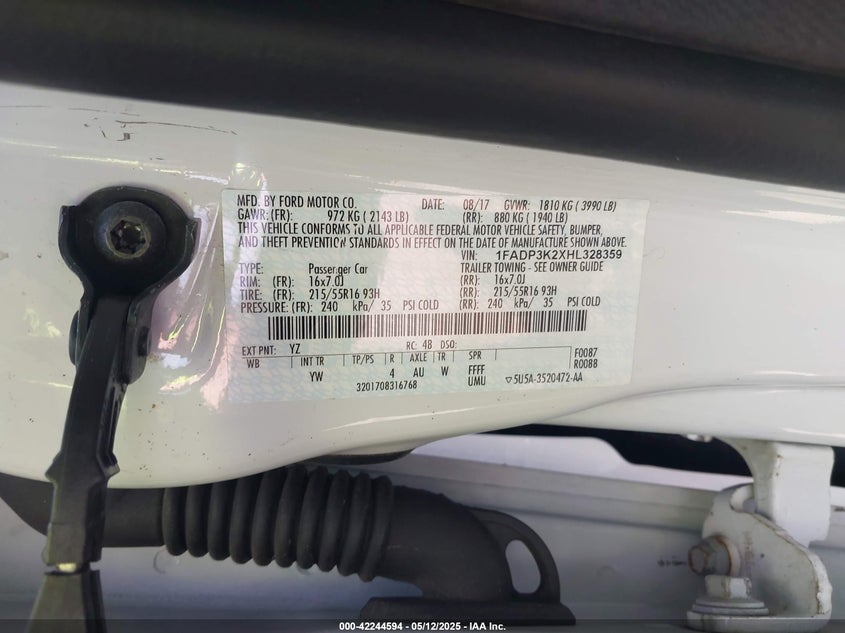 MFD. BY FORD MOTOR CO. DATE: 08/17 GVWR: 1810 KG ( 3990 LB)
GAWR: (FR): 972 KG ( 2143 LB) (RR): 880 KG ( 1940 LB)
THIS VEHICLE CONFORMS TO ALL APPLICABLE FEDERAL MOTOR VEHICLE SAFETY, BUMPER,
AND THEFT PREVENTION STANDARDS IN EFFECT ON THE DATE OF MANUFACTURE SHOWN ABOVE.
VIN: 1FADP3K2XHL328359
TYPE: Passenger Car TRAILER TOWING - SEE OWNER GUIDE
RIM: (FR): 16x7.0J (RR): 16x7.0J
TIRE: (FR): 215/55R16 93H (RR): 215/55R16 93H
PRESSURE: (FR): 240 kPa/ 35 PSI COLD (RR): 240 kPa/ 35 PSI COLD
EXT PNT: YZ RC: 48 DSO:
WB INT TR TP/PS R AXLE TR SPR F0087
YW 4 AU W FFFF R0088
UMU
3201708316768 ▽5U5A-3520472-AA
000-42244594 - 05/12/2025 - IAA Inc.